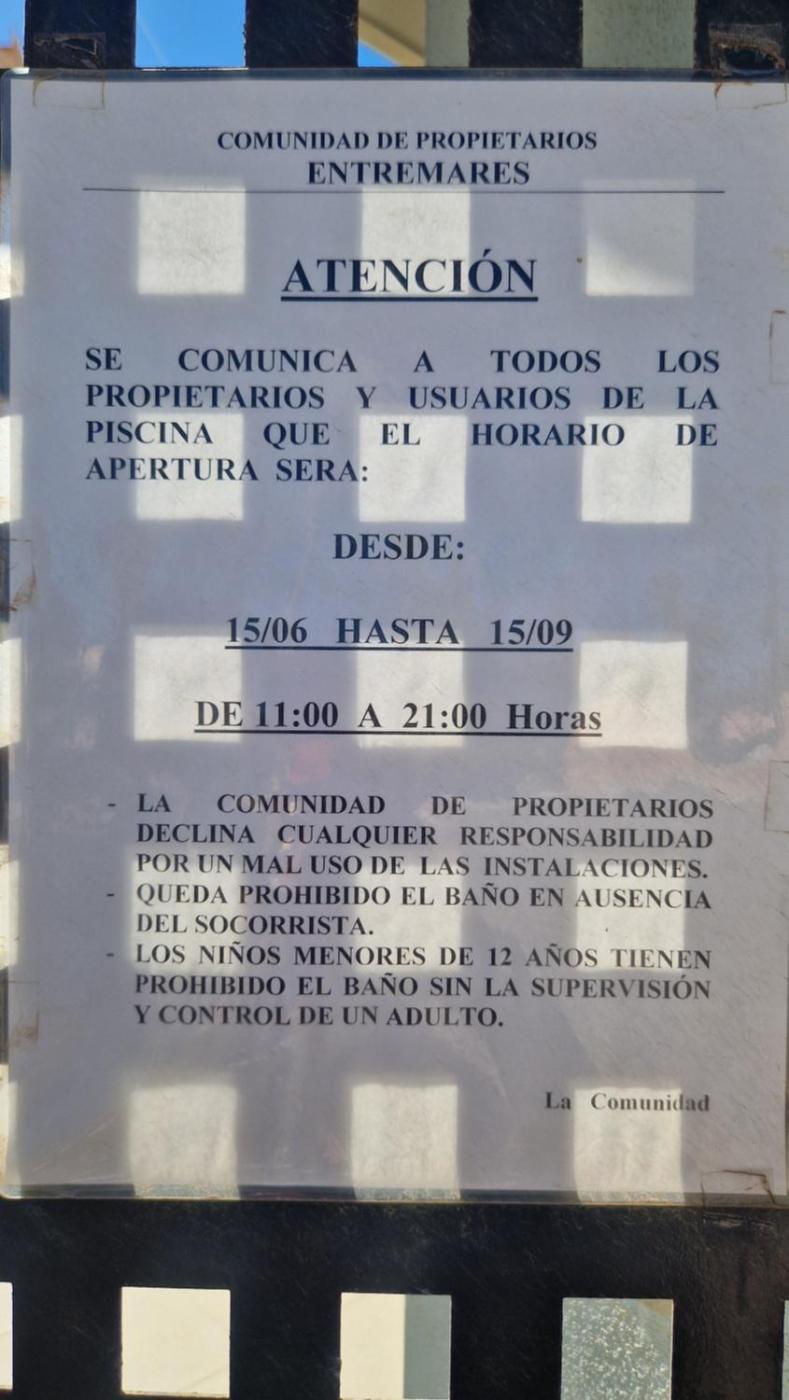 COMUNIDAD DE PROPIETARIOS
ENTREMARES
ATENCIÓN
SE COMUNICA A TODOS LOS
PROPIETARIOS Y USUARIOS DE LA
PISCINA QUE EL HORARIO DE
APERTURA SERA:
DESDE:
15/06 HASTA 15/09
DE 11:00 A 21:00 Horas
- LA COMUNIDAD DE PROPIETARIOS
DECLINA CUALQUIER RESPONSABILIDAD
POR UN MAL USO DE LAS INSTALACIONES.
- QUEDA PROHIBIDO EL BAÑO EN AUSENCIA
DEL SOCORRISTA.
- LOS NIÑOS MENORES DE 12 AÑOS TIENEN
PROHIBIDO EL BAÑO SIN LA SUPERVISIÓN
Y CONTROL DE UN ADULTO.
La Comunidad